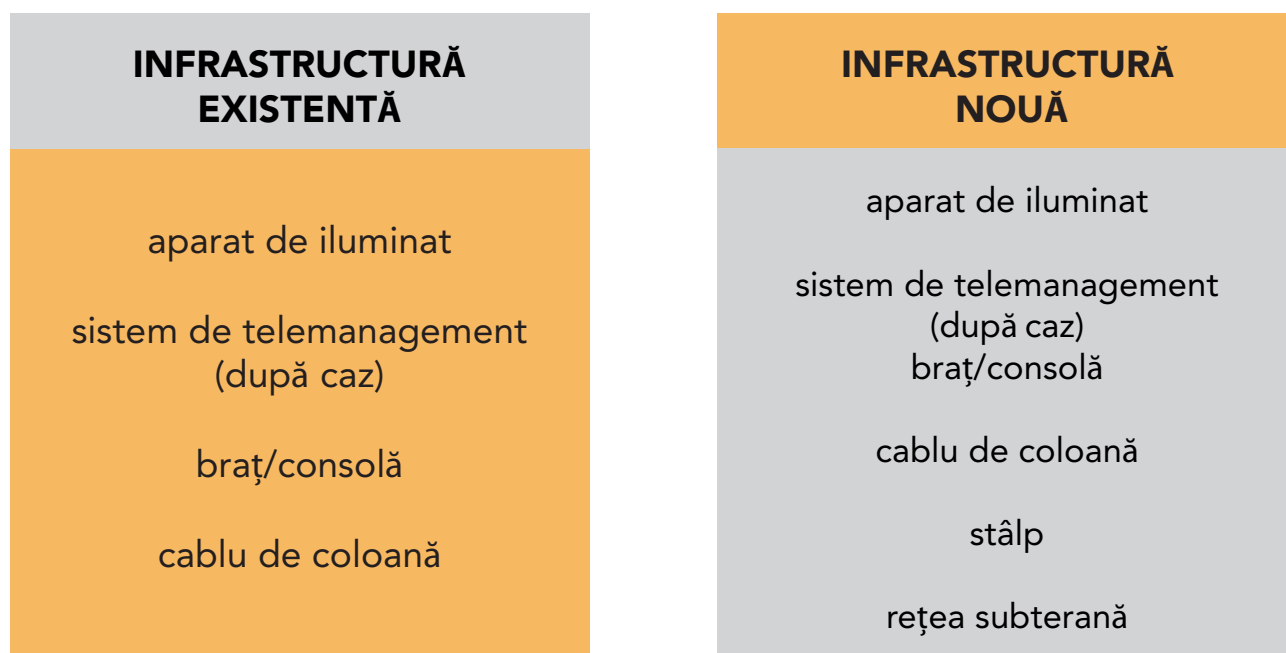 INFRASTRUCTURĂ
EXISTENTĂ
aparat de iluminat
sistem de telemanagement
(după caz)
braț/consolă
cablu de coloană
INFRASTRUCTURĂ
NOUĂ
aparat de iluminat
sistem de telemanagement
(după caz)
braț/consolă
cablu de coloană
stâlp
rețea subterană